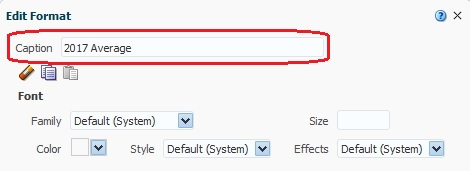 Edit Format
Caption 2017 Average
Font
Family Default (System) Size
Color Style Default (System) Effects Default (System)